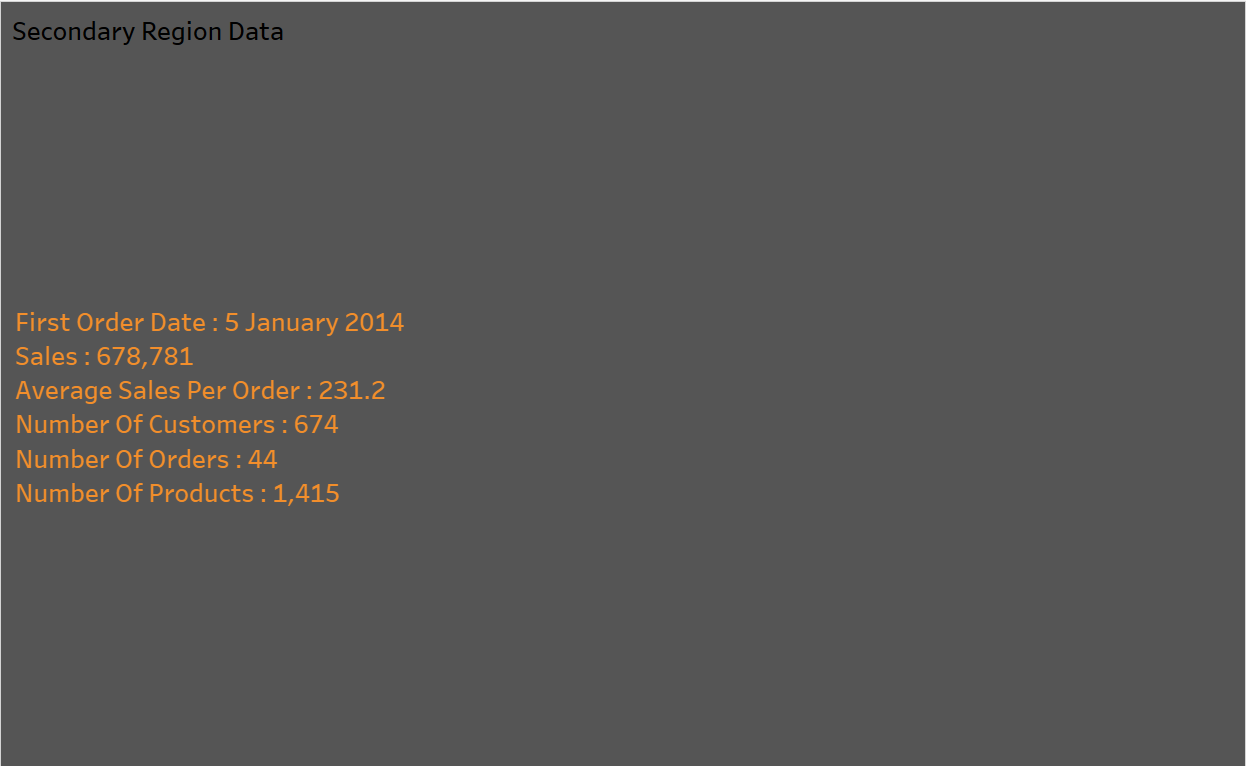 Secondary Region Data
First Order Date : 5 January 2014
Sales : 678,781
Average Sales Per Order : 231.2
Number Of Customers : 674
Number Of Orders : 44
Number Of Products : 1,415